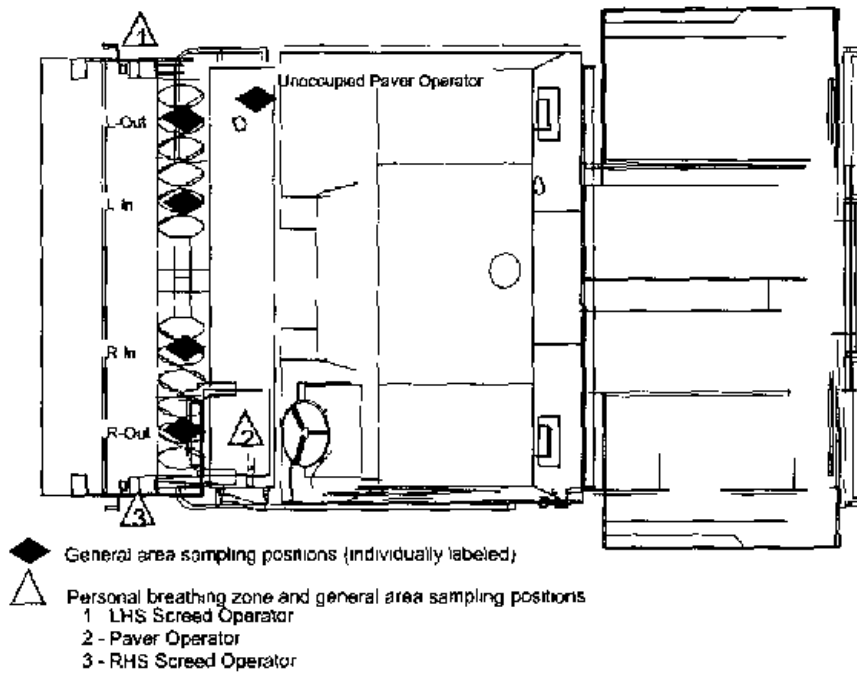 1
Unoccupied Paver Operator
L-Out
L In
R In
R-Out
2
3
General area sampling positions (individually labeled)
Personal breathing zone and general area sampling positions
1 LHS Screed Operator
2 - Paver Operator
3 - RHS Screed Operator